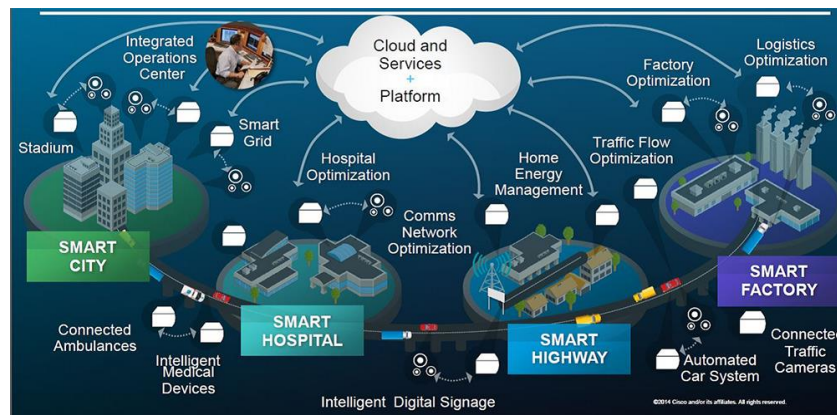 Integrated
Operations
Center
Cloud and
Services
+
Platform
Logistics
Optimization
Factory
Optimization
Stadium
Smart
Grid
Hospital
Optimization
Home
Energy
Management
Traffic Flow
Optimization
Comms
Network
Optimization
SMART
CITY
SMART
HOSPITAL
SMART
HIGHWAY
SMART
FACTORY
Connected
Ambulances
Intelligent
Medical
Devices
Intelligent Digital Signage
Automated
Car System
Connected
Traffic
Cameras
©2014 Cisco and/or its affiliates. All rights reserved.